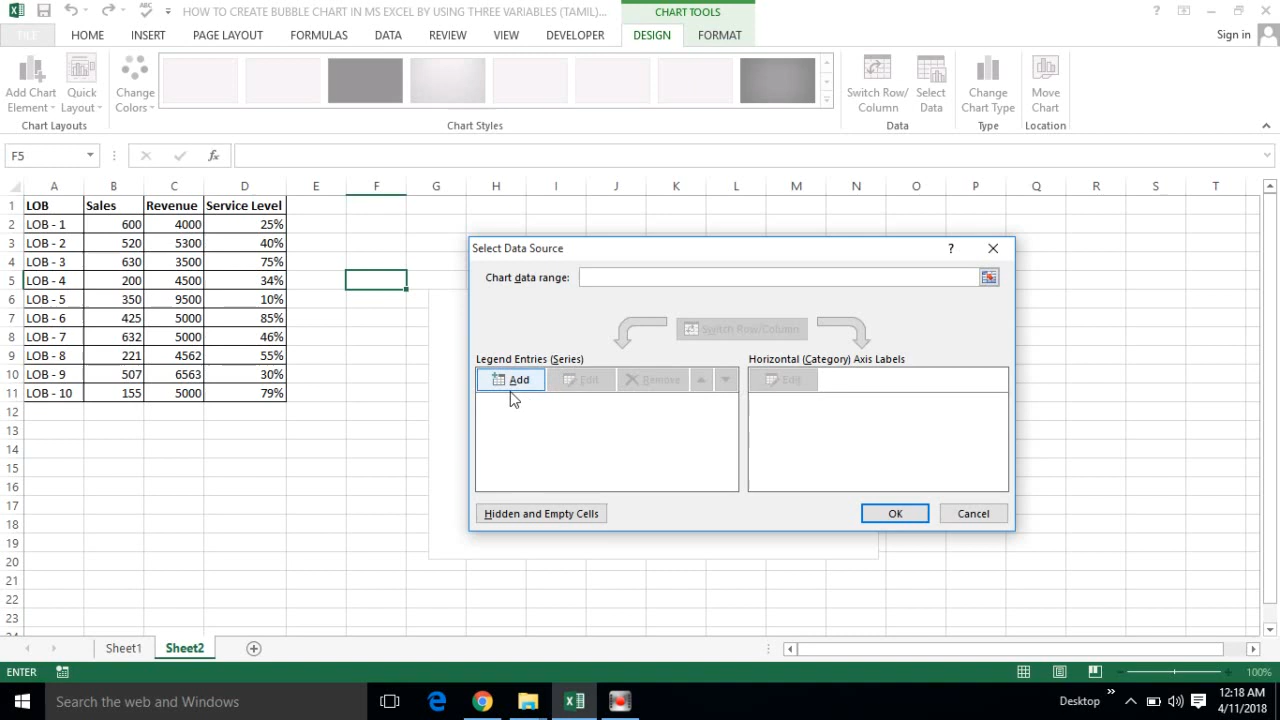 HOW TO CREATE BUBBLE CHART IN MS EXCEL BY USING THREE VARIABLES (TAMIL)...
CHART TOOLS
?
FILE
HOME
INSERT
PAGE LAYOUT
FORMULAS
DATA
REVIEW
VIEW
DEVELOPER
DESIGN
FORMAT
Sign in
Add Chart
Element
Quick
Layout
Change
Colors
Switch Row/
Column
Select
Data
Change
Chart Type
Move
Chart
Chart Layouts
Chart Styles
Data
Type
Location
F5
fx
A B C D E F G H I J K L M N O P Q R S T
1 LOB Sales Revenue Service Level
2 LOB - 1 600 4000 25%
3 LOB - 2 520 5300 40%
4 LOB - 3 630 3500 75%
5 LOB - 4 200 4500 34%
6 LOB - 5 350 9500 10%
7 LOB - 6 425 5000 85%
8 LOB - 7 632 5000 46%
9 LOB - 8 221 4562 55%
10 LOB - 9 507 6563 30%
11 LOB - 10 155 5000 79%
12
13
14
15
16
17
18
19
20
21
22
23
Select Data Source
?
Chart data range:
Switch Row/Column
Legend Entries (Series)
Horizontal (Category) Axis Labels
Add
Edit
Remove
Edit
Hidden and Empty Cells
OK
Cancel
Sheet1
Sheet2
ENTER
100%
Search the web and Windows
Desktop
12:18 AM
4/11/2018